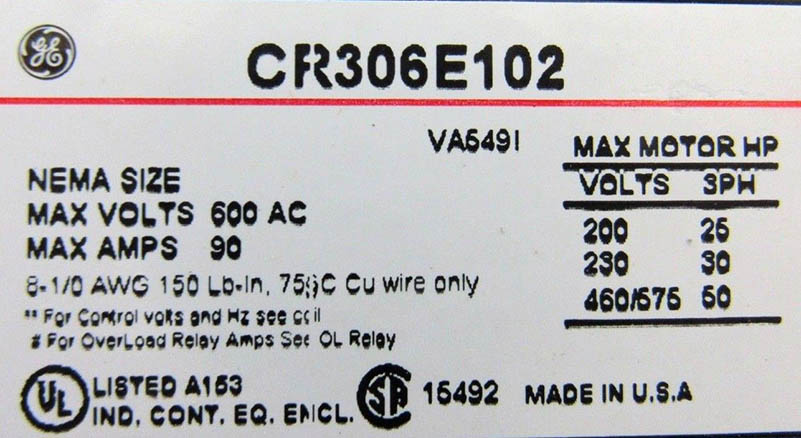 GE
CR306E102
VA649I
MAX MOTOR HP
VOLTS 3PH
200 25
230 30
460/575 50
NEMA SIZE
MAX VOLTS 600 AC
MAX AMPS 90
8-1/0 AWG 150 Lb-In, 75°C Cu wire only
** For Control volts and Hz see coil
# For OverLoad Relay Amps See OL Relay
UL LISTED A153
IND. CONT. EQ. ENCL.
SA 15492 MADE IN U.S.A